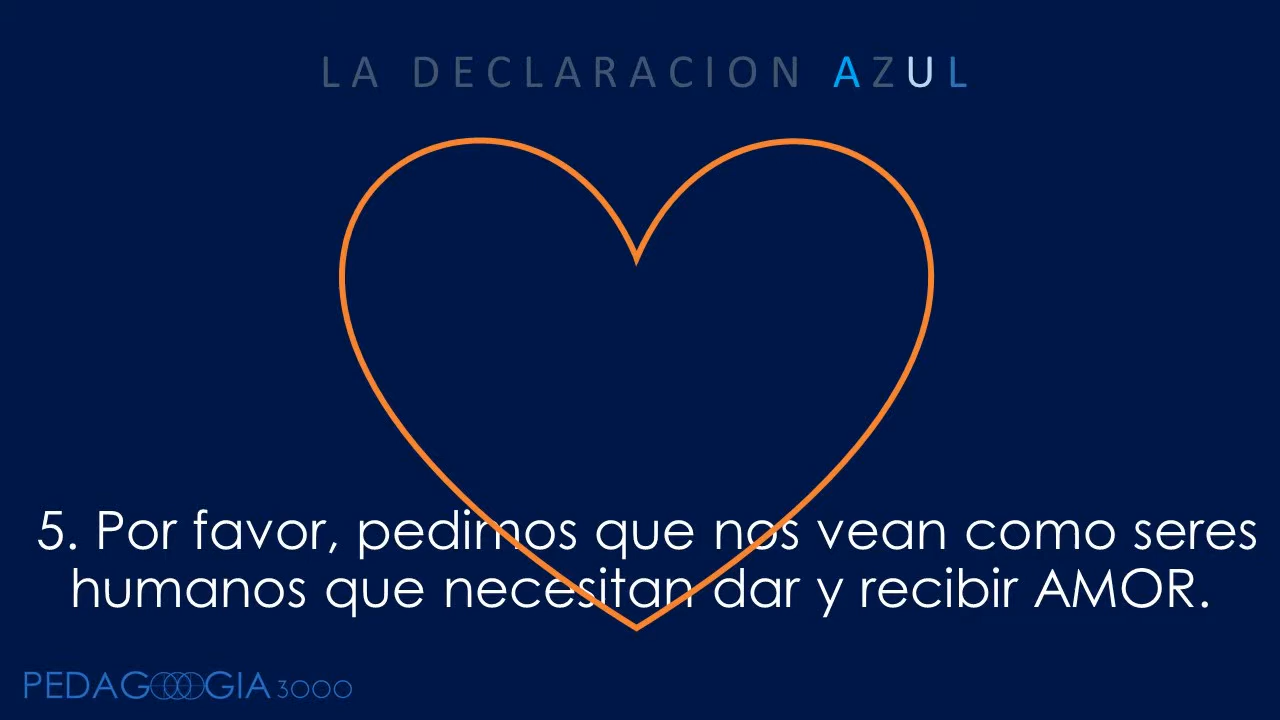 LA DECLARACION AZUL
5. Por favor, pedimos que nos vean como seres
humanos que necesitan dar y recibir AMOR.
PEDAGOOOGIA 3000